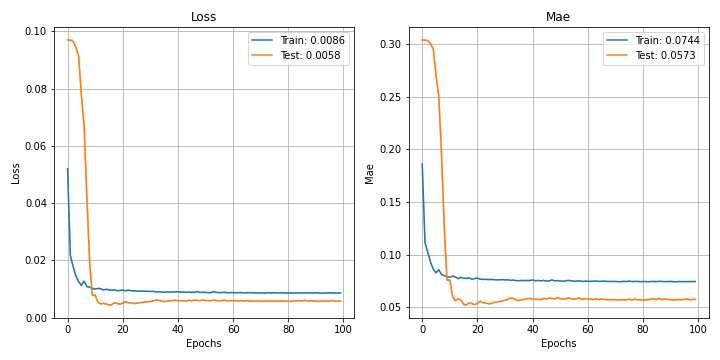 Loss
Train: 0.0086
Test: 0.0058
0.10
0.08
0.06
0.04
0.02
0.00
Loss
0 20 40 60 80 100
Epochs
Mae
Train: 0.0744
Test: 0.0573
0.30
0.25
0.20
0.15
0.10
0.05
Mae
0 20 40 60 80 100
Epochs